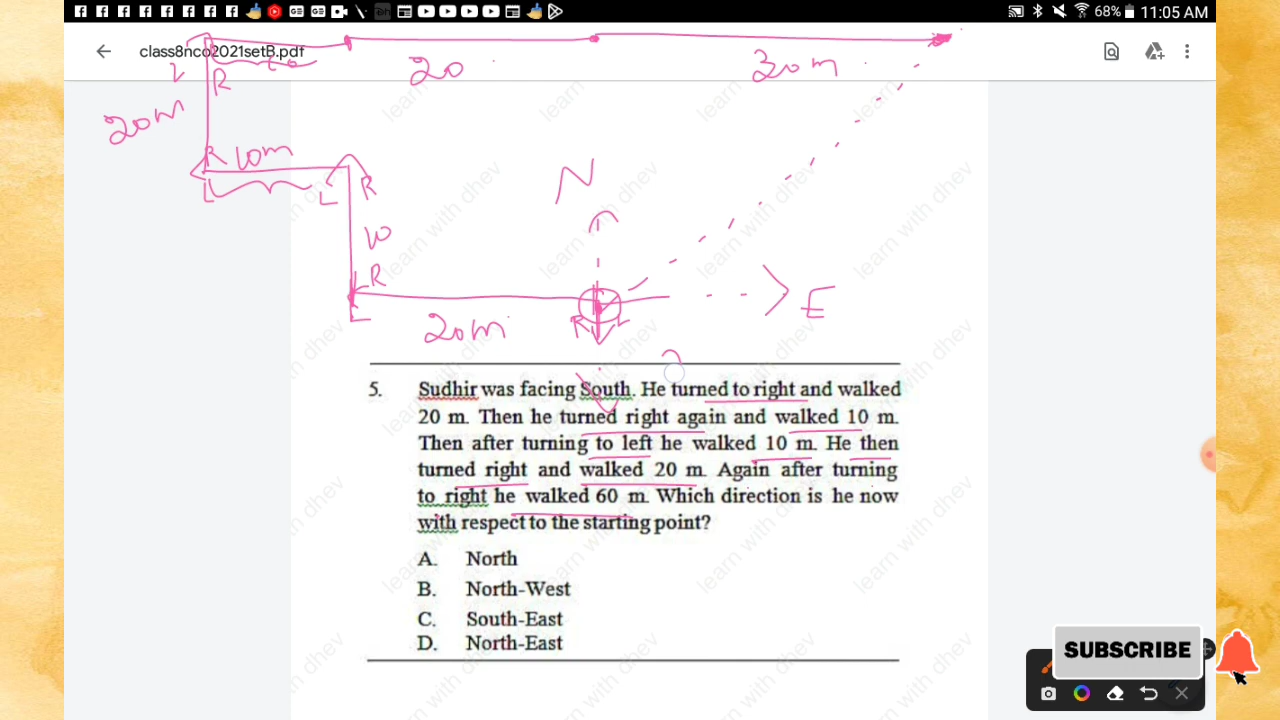 68% 11:05 AM
class8nco2021setB.pdf
20
30m
R
20m
R 10m
L
L
R
N
10
R
L
E
20m
R
L
?
5. Sudhir was facing South. He turned to right and walked
20 m. Then he turned right again and walked 10 m.
Then after turning to left he walked 10 m. He then
turned right and walked 20 m. Again after turning
to right he walked 60 m. Which direction is he now
with respect to the starting point?
A. North
B. North-West
C. South-East
D. North-East
learn with dhev
SUBSCRIBE